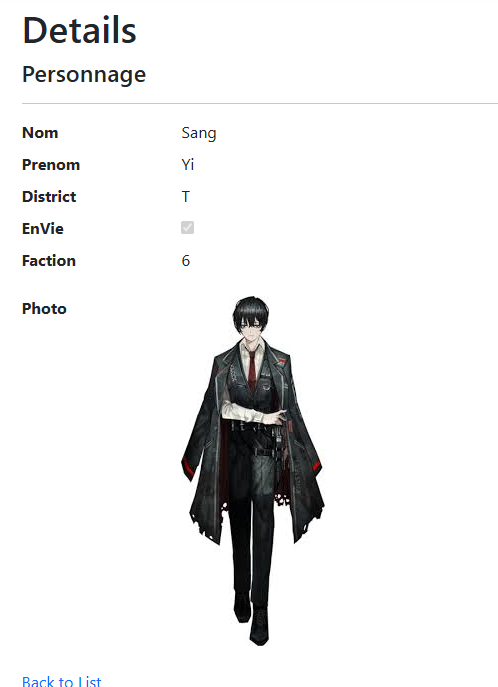 Details
Personnage
Nom Sang
Prenom Yi
District T
EnVie
Faction 6
Photo
Back to List